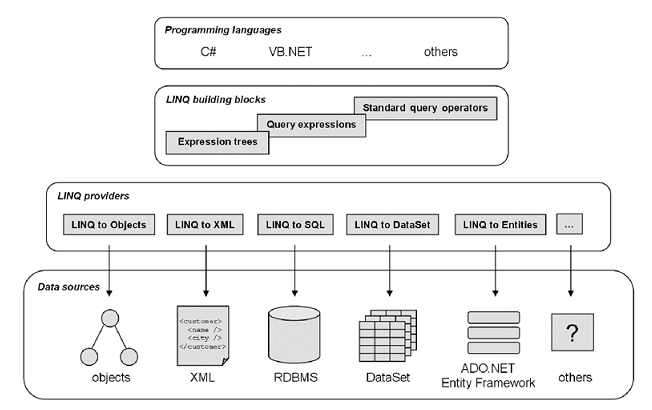 Programming languages
C# VB.NET ... others
LINQ building blocks
Standard query operators
Query expressions
Expression trees
LINQ providers
LINQ to Objects LINQ to XML LINQ to SQL LINQ to DataSet LINQ to Entities ...
Data sources
<customer>
<name />
<city />
</customer>
?
objects XML RDBMS DataSet ADO.NET
Entity Framework others